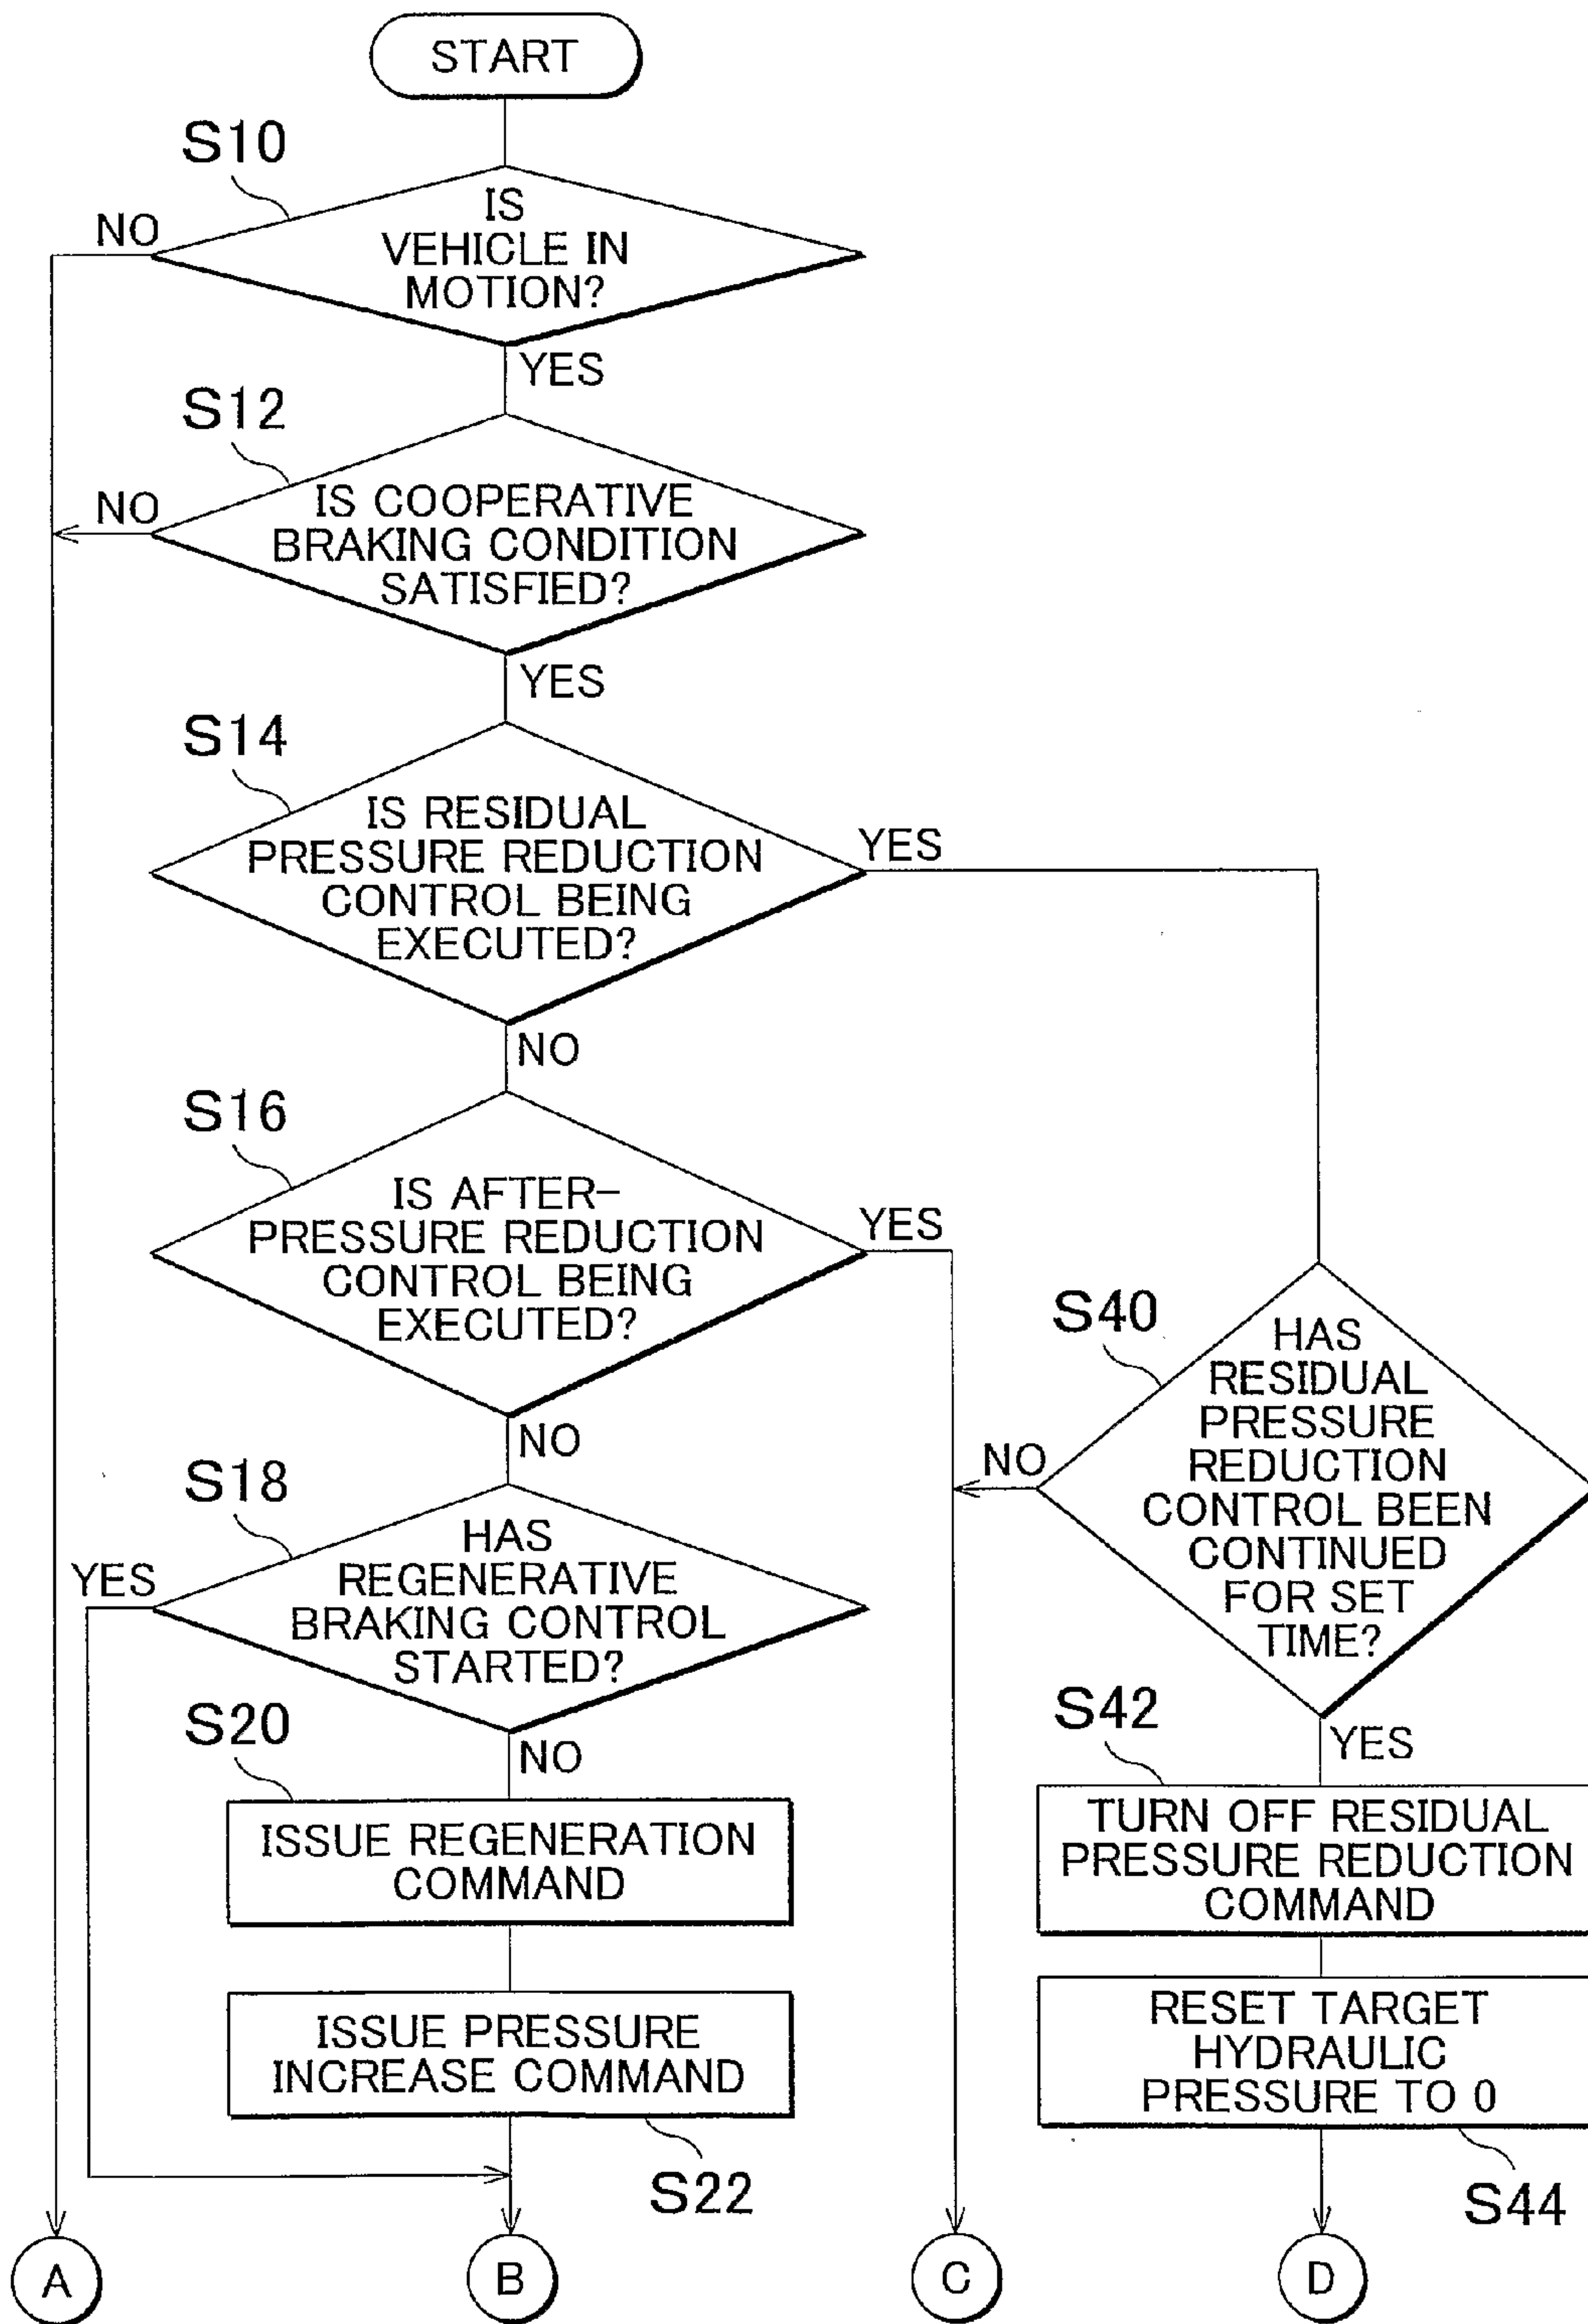 START
S10
IS
VEHICLE IN
MOTION?
NO
YES
S12
IS COOPERATIVE
BRAKING CONDITION
SATISFIED?
NO
YES
S14
IS RESIDUAL
PRESSURE REDUCTION
CONTROL BEING
EXECUTED?
YES
NO
S16
IS AFTER-
PRESSURE REDUCTION
CONTROL BEING
EXECUTED?
YES
NO
S18
HAS
REGENERATIVE
BRAKING CONTROL
STARTED?
YES
NO
S20
ISSUE REGENERATION
COMMAND
ISSUE PRESSURE
INCREASE COMMAND
S22
S40
HAS
RESIDUAL
PRESSURE
REDUCTION
CONTROL BEEN
CONTINUED
FOR SET
TIME?
NO
YES
S42
TURN OFF RESIDUAL
PRESSURE REDUCTION
COMMAND
RESET TARGET
HYDRAULIC
PRESSURE TO 0
S44
A
B
C
D